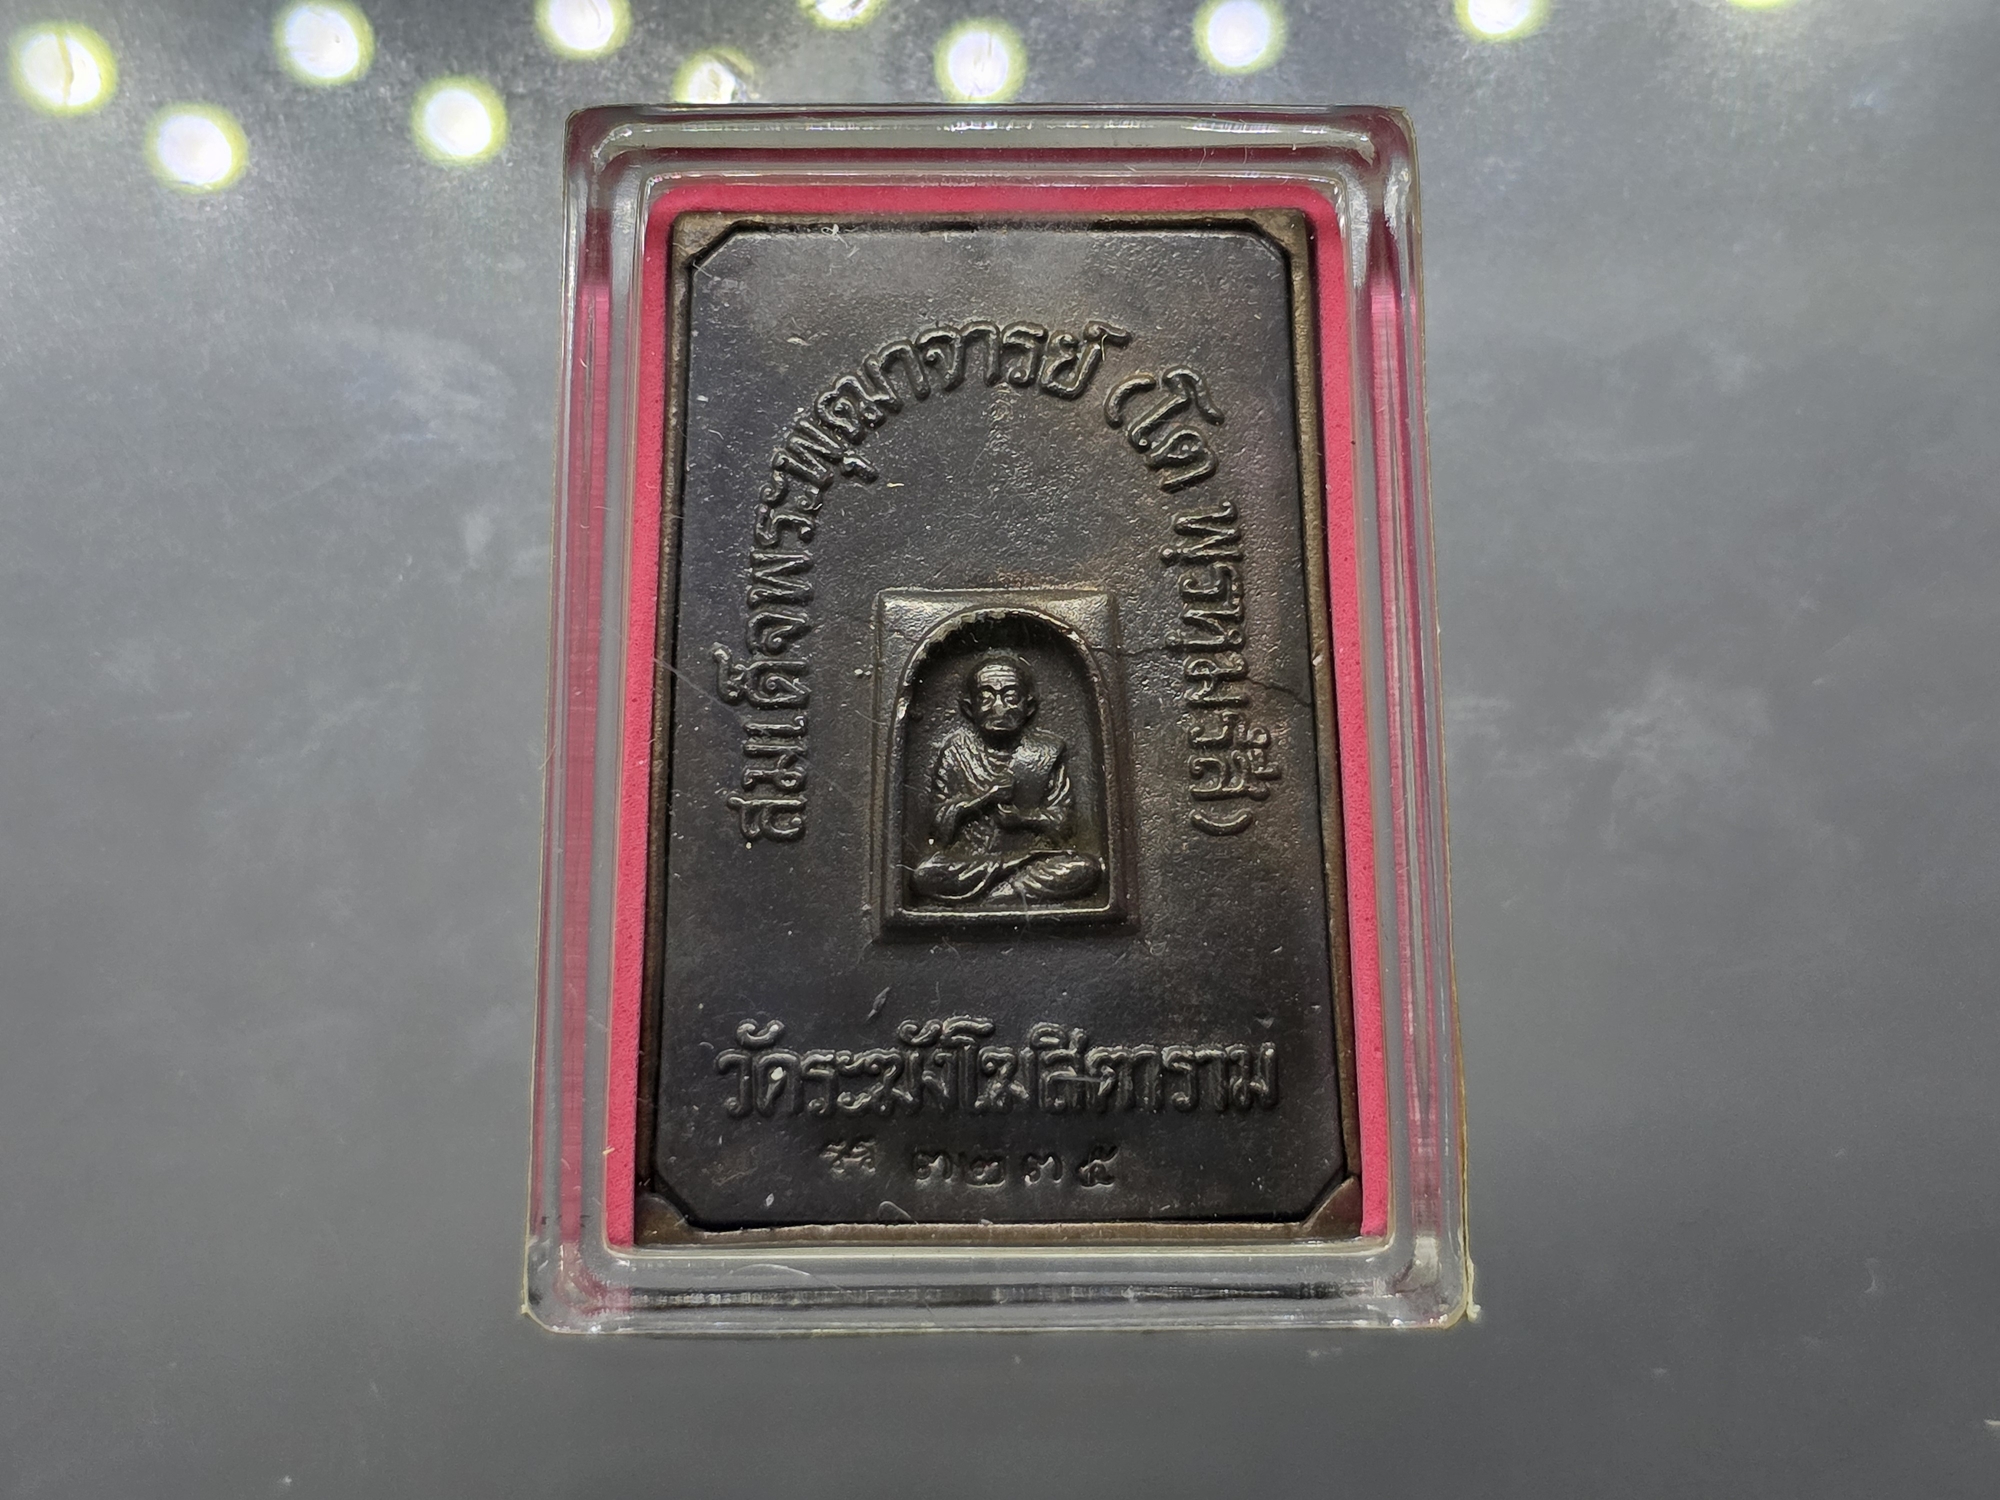 สมเด็จพระพุฒาจารย์ (โต พฺรหฺมรํสี)
วัดระฆังโฆสิตาราม
๓๒๓๕